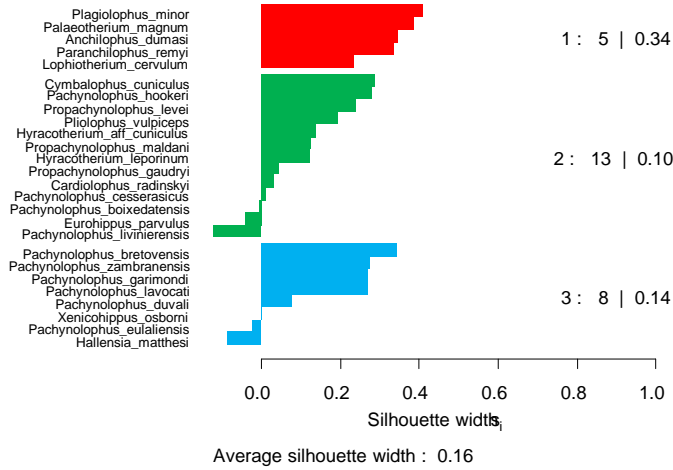 Plagiolophus_minor
Palaeotherium_magnum
Anchilophus_dumasi
Paranchilophus_remyi
Lophiotherium_cervulum
1 : 5 | 0.34
Cymbalophus_cuniculus
Pachynolophus_hookeri
Propachynolophus_levei
Pliolophus_vulpiceps
Hyracotherium_aff_cuniculus
Propachynolophus_maldani
Hyracotherium_leporinum
Propachynolophus_gaudryi
Cardiolophus_radinskyi
Pachynolophus_cesserasicus
Pachynolophus_boixedatensis
Eurohippus_parvulus
Pachynolophus_livinierensis
2 : 13 | 0.10
Pachynolophus_bretovensis
Pachynolophus_zambranensis
Pachynolophus_garimondi
Pachynolophus_lavocati
Pachynolophus_duvali
Xenicohippus_osborni
Pachynolophus_eulaliensis
Hallensia_matthesi
3 : 8 | 0.14
0.0 0.2 0.4 0.6 0.8 1.0
Silhouette width si
Average silhouette width : 0.16